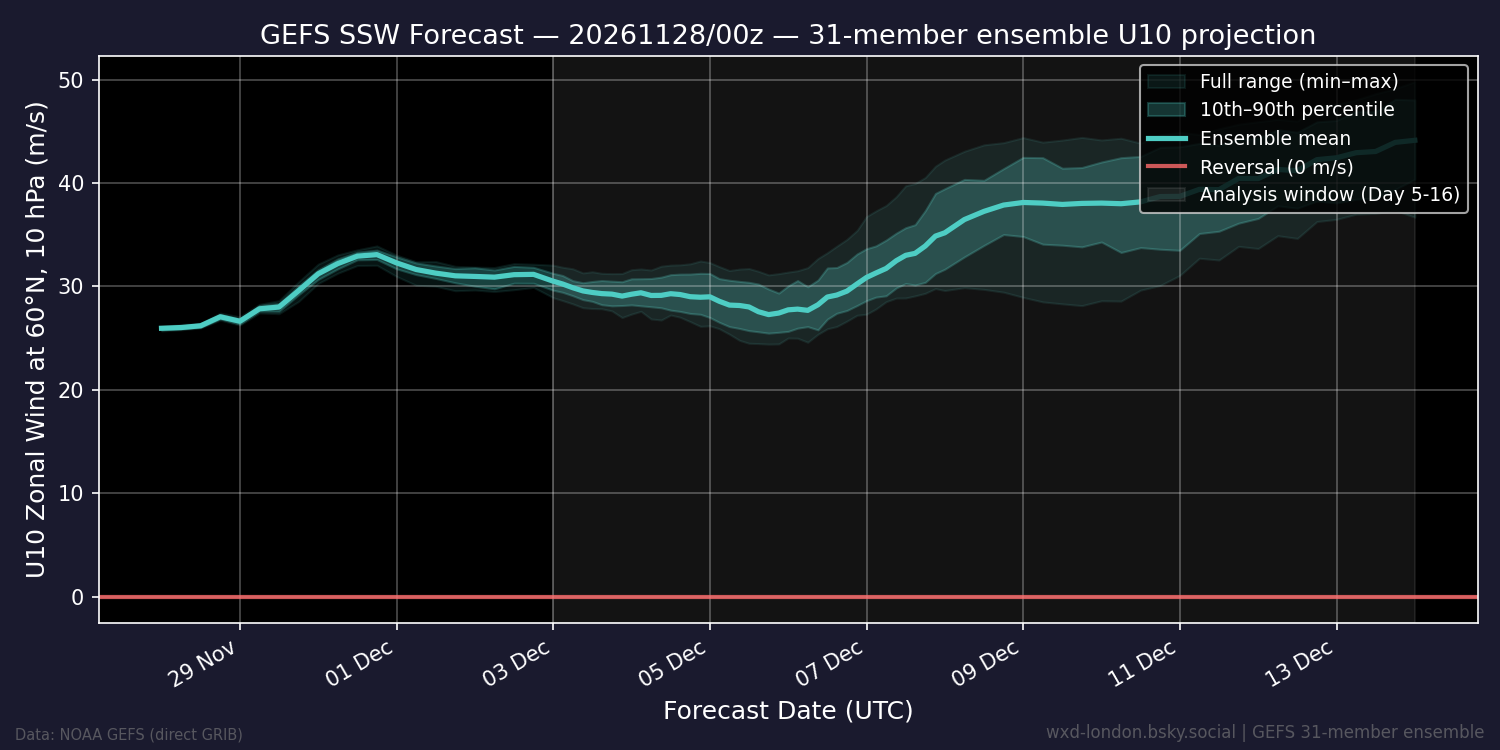 GEFS SSW Forecast — 20261128/00z — 31-member ensemble U10 projection
U10 Zonal Wind at 60°N, 10 hPa (m/s)
50
40
30
20
10
0
Full range (min–max)
10th–90th percentile
Ensemble mean
Reversal (0 m/s)
Analysis window (Day 5-16)
29 Nov
01 Dec
03 Dec
05 Dec
07 Dec
09 Dec
11 Dec
13 Dec
Forecast Date (UTC)
Data: NOAA GEFS (direct GRIB)
wxd-london.bsky.social | GEFS 31-member ensemble